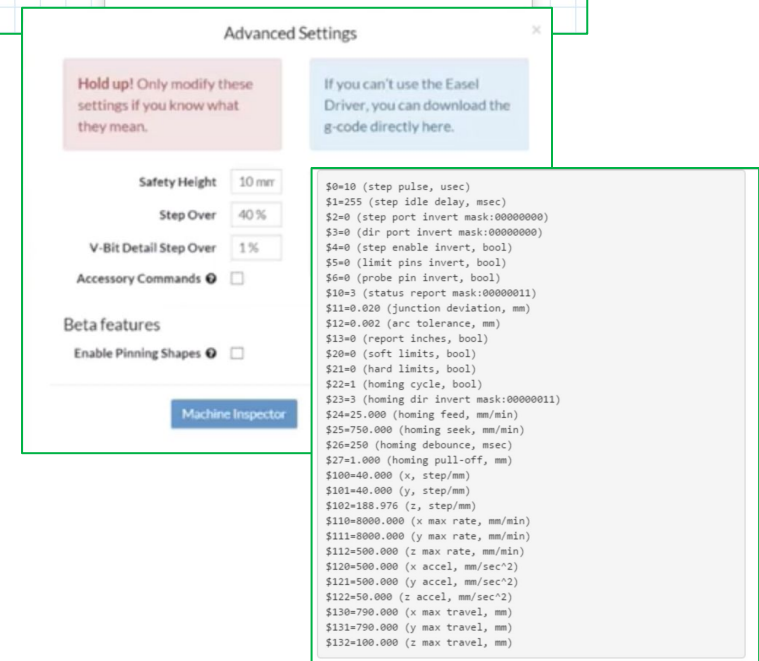 Advanced Settings
×
Hold up! Only modify these
settings if you know what
they mean.
If you can't use the Easel
Driver, you can download the
g-code directly here.
Safety Height 10 mm
Step Over 40 %
V-Bit Detail Step Over 1 %
Accessory Commands ?
Beta features
Enable Pinning Shapes ?
Machine Inspector
$0=10 (step pulse, usec)
$1=255 (step idle delay, msec)
$2=0 (step port invert mask:00000000)
$3=0 (dir port invert mask:00000000)
$4=0 (step enable invert, bool)
$5=0 (limit pins invert, bool)
$6=0 (probe pin invert, bool)
$10=3 (status report mask:00000011)
$11=0.020 (junction deviation, mm)
$12=0.002 (arc tolerance, mm)
$13=0 (report inches, bool)
$20=0 (soft limits, bool)
$21=0 (hard limits, bool)
$22=1 (homing cycle, bool)
$23=3 (homing dir invert mask:00000011)
$24=25.000 (homing feed, mm/min)
$25=750.000 (homing seek, mm/min)
$26=250 (homing debounce, msec)
$27=1.000 (homing pull-off, mm)
$100=40.000 (x, step/mm)
$101=40.000 (y, step/mm)
$102=188.976 (z, step/mm)
$110=8000.000 (x max rate, mm/min)
$111=8000.000 (y max rate, mm/min)
$112=500.000 (z max rate, mm/min)
$120=500.000 (x accel, mm/sec^2)
$121=500.000 (y accel, mm/sec^2)
$122=50.000 (z accel, mm/sec^2)
$130=790.000 (x max travel, mm)
$131=790.000 (y max travel, mm)
$132=100.000 (z max travel, mm)